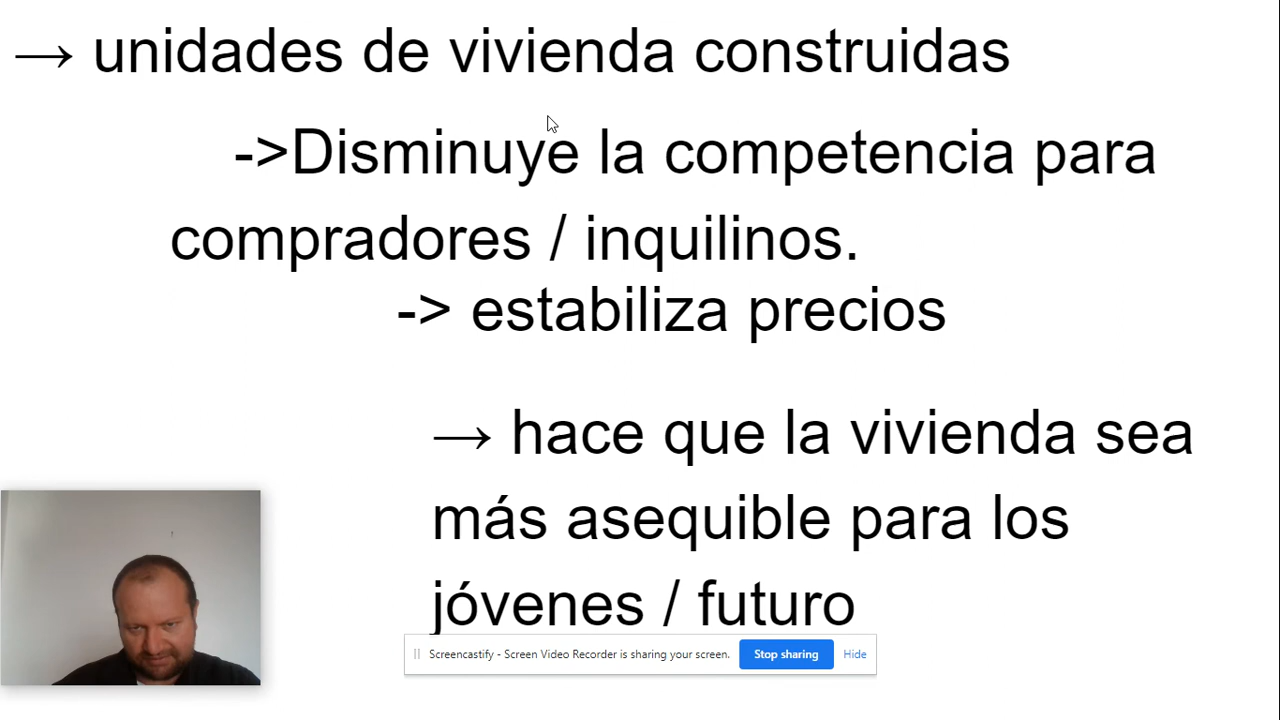 → unidades de vivienda construidas
->Disminuye la competencia para
compradores / inquilinos.
-> estabiliza precios
→ hace que la vivienda sea
más asequible para los
jóvenes / futuro
Screencastify - Screen Video Recorder is sharing your screen. Stop sharing Hide